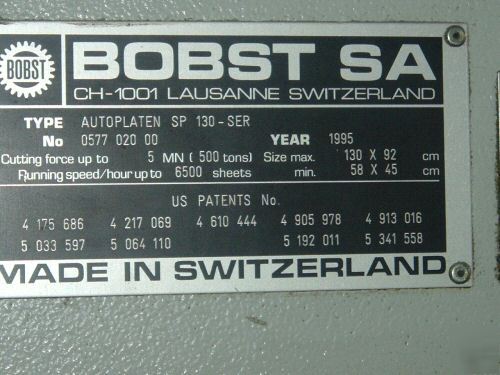 BOBST
BOBST SA
CH-1001 LAUSANNE SWITZERLAND
TYPE AUTOPLATEN SP 130-SER
No 0577 020 00 YEAR 1995
Cutting force up to 5 MN (500 tons) Size max. 130 X 92 cm
Running speed/hour up to 6500 sheets min. 58 X 45 cm
US PATENTS No.
4 175 686 4 217 069 4 610 444 4 905 978 4 913 016
5 033 597 5 064 110 5 192 011 5 341 558
MADE IN SWITZERLAND